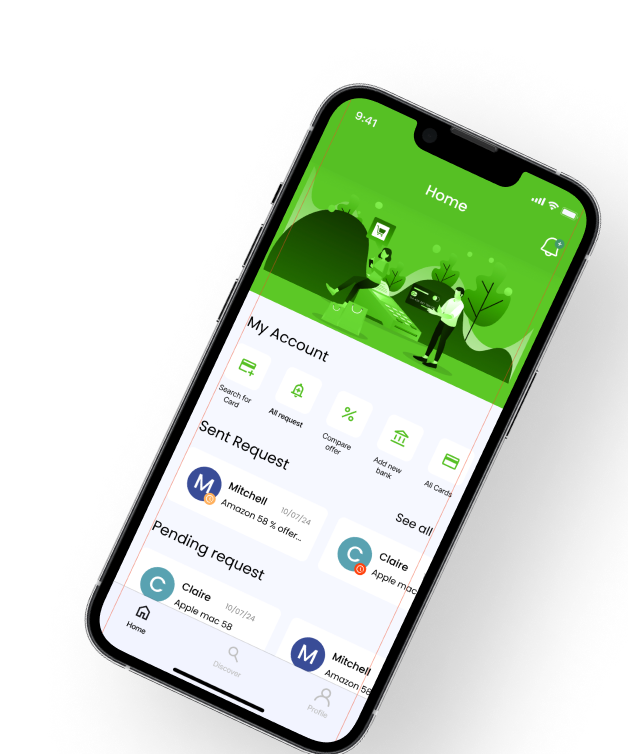 9:41
Home
My Account
Search for
Card
All request
Compare
offer
Add new
bank
All Cards
Sent Request
See all
M
Mitchell
10/07/24
Amazon 58 % offer...
C
Claire
Apple mac
Pending request
C
Claire
10/07/24
Apple mac 58
M
Mitchell
Amazon 58
Home
Discover
Profile